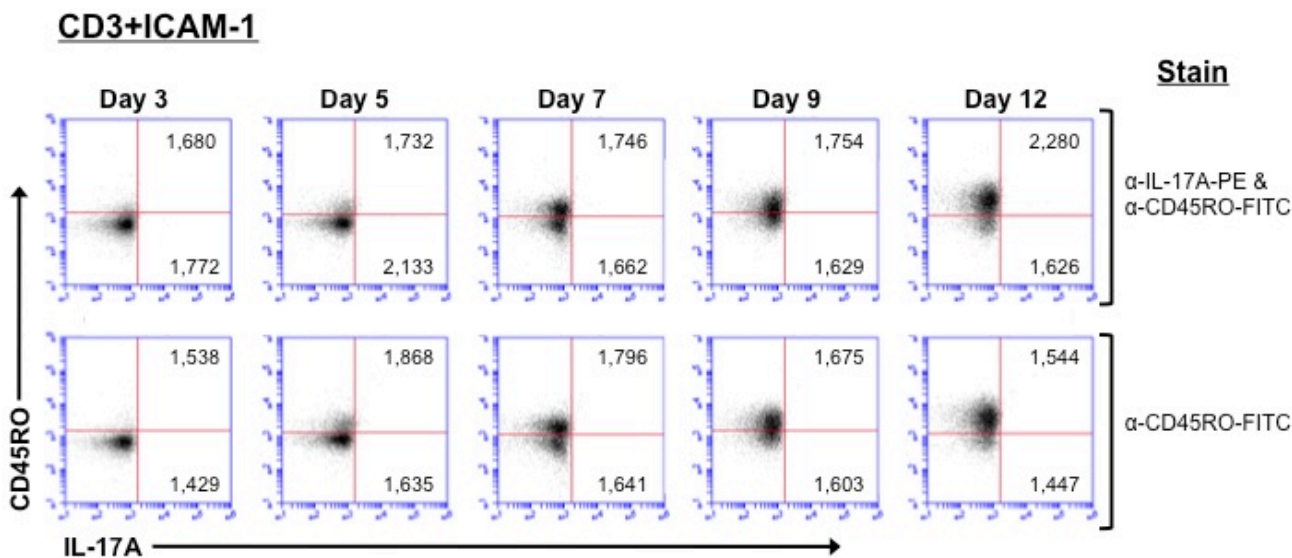 CD3+ICAM-1
Stain
Day 3 Day 5 Day 7 Day 9 Day 12
1,680 1,732 1,746 1,754 2,280
α-IL-17A-PE &
α-CD45RO-FITC
1,772 2,133 1,662 1,629 1,626
1,538 1,868 1,796 1,675 1,544
α-CD45RO-FITC
1,429 1,635 1,641 1,603 1,447
CD45RO
IL-17A